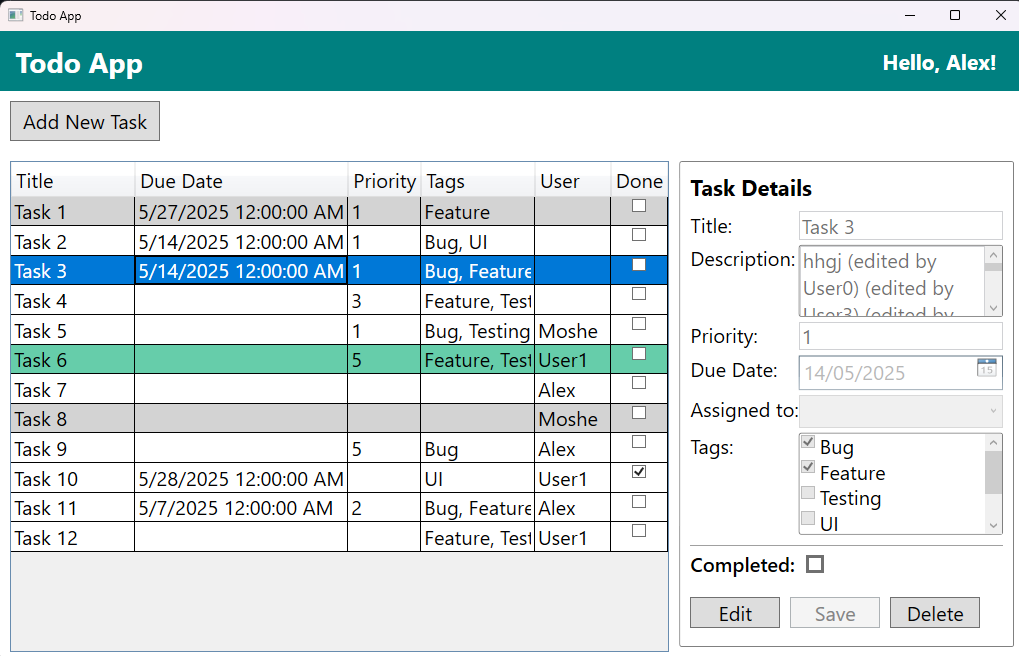 Todo App
Todo App
Hello, Alex!
Add New Task
Title Due Date Priority Tags User Done
Task 1 5/27/2025 12:00:00 AM 1 Feature
Task 2 5/14/2025 12:00:00 AM 1 Bug, UI
Task 3 5/14/2025 12:00:00 AM 1 Bug, Feature
Task 4 3 Feature, Test
Task 5 1 Bug, Testing Moshe
Task 6 5 Feature, Test User1
Task 7 Alex
Task 8 Moshe
Task 9 5 Bug Alex
Task 10 5/28/2025 12:00:00 AM UI User1
Task 11 5/7/2025 12:00:00 AM 2 Bug, Feature Alex
Task 12 Feature, Test User1
Task Details
Title: Task 3
Description: hhgj (edited by
User0) (edited by
User3) (edited by
Priority: 1
Due Date: 14/05/2025 15
Assigned to:
Tags: Bug
Feature
Testing
UI
Completed:
Edit Save Delete